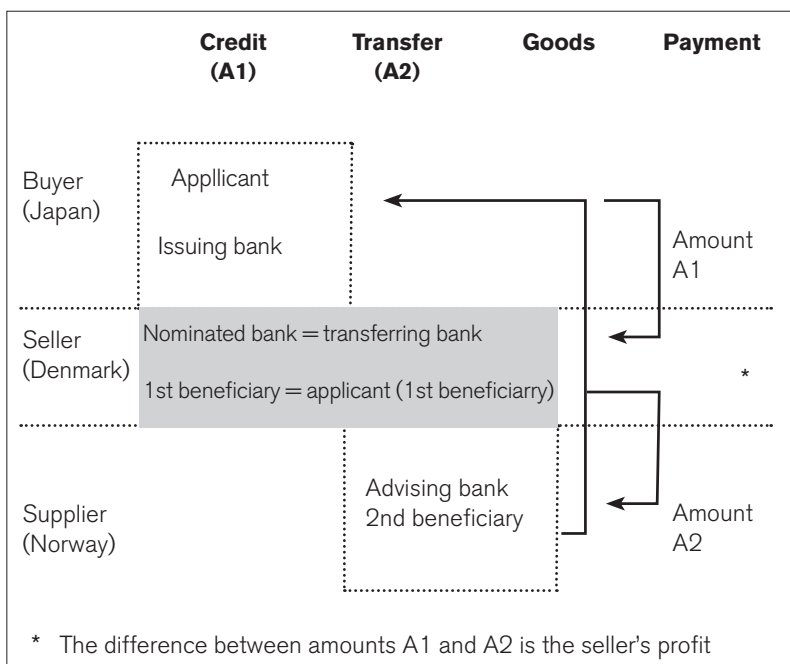 Credit (A1) Transfer (A2) Goods Payment
Buyer (Japan)
Appllicant
Issuing bank
Amount A1
Seller (Denmark)
Nominated bank = transferring bank
1st beneficiary = applicant (1st beneficiarry)
*
Supplier (Norway)
Advising bank
2nd beneficiary
Amount A2
* The difference between amounts A1 and A2 is the seller's profit